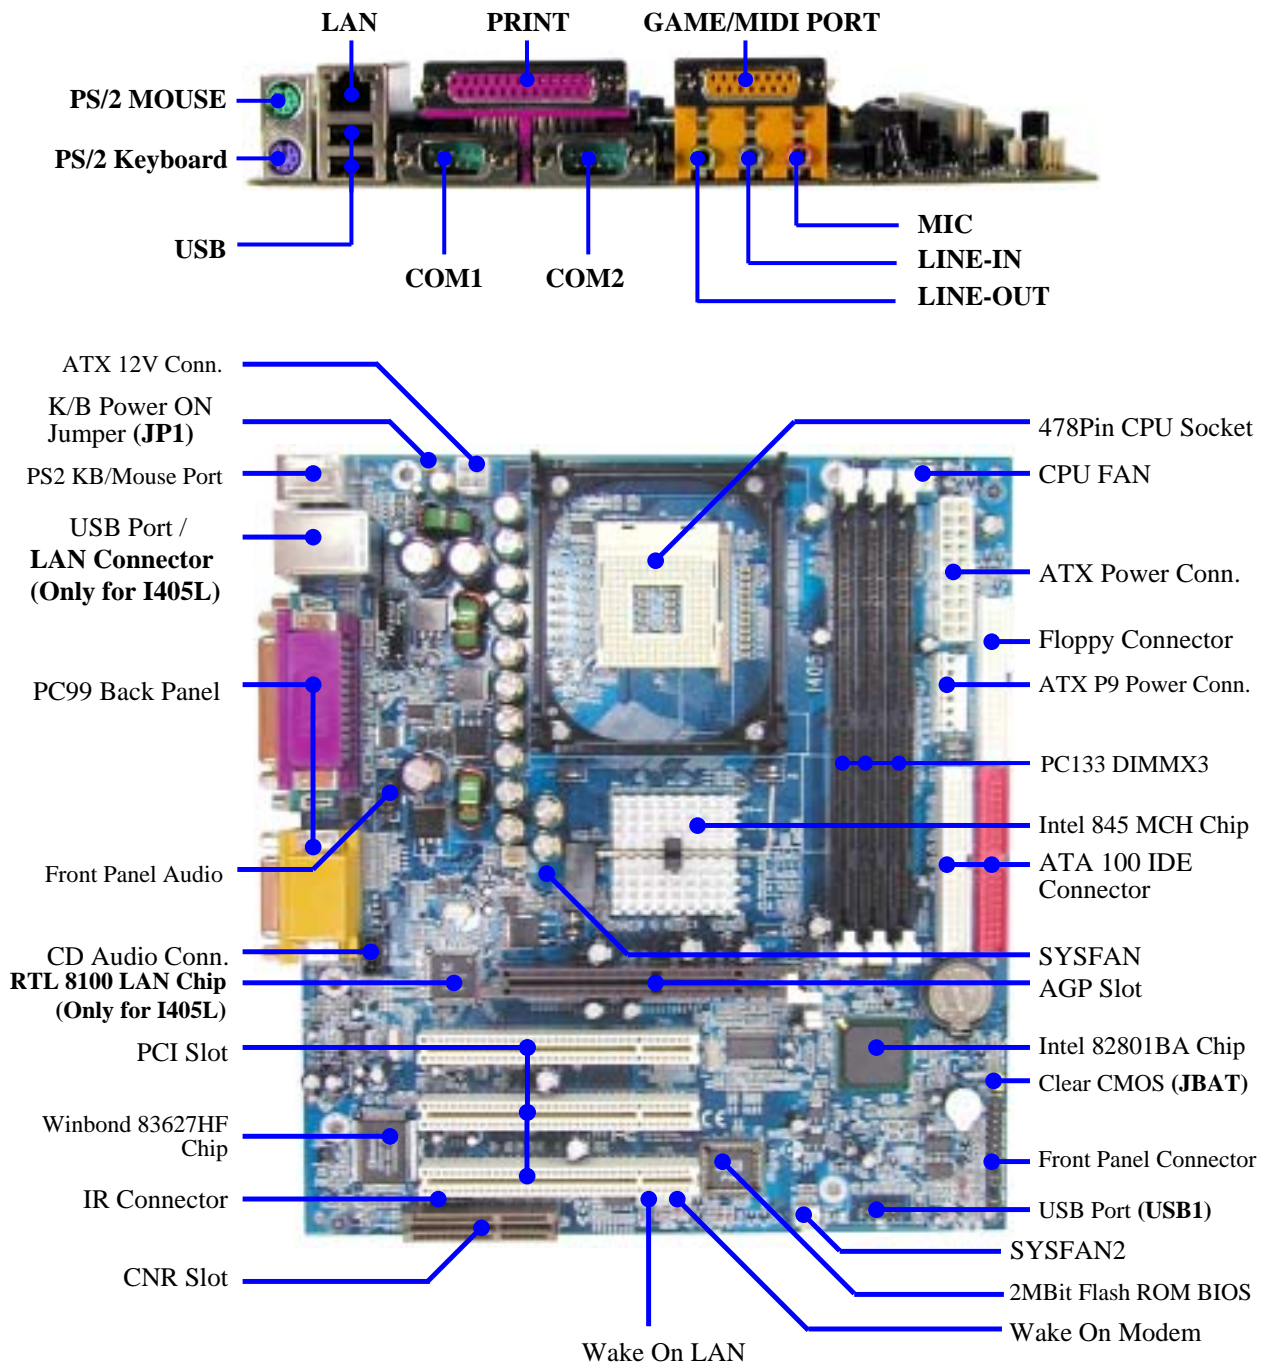 LAN
PRINT
GAME/MIDI PORT
PS/2 MOUSE
PS/2 Keyboard
USB
COM1
COM2
MIC
LINE-IN
LINE-OUT
ATX 12V Conn.
K/B Power ON
Jumper (JP1)
PS2 KB/Mouse Port
USB Port /
LAN Connector
(Only for I405L)
PC99 Back Panel
Front Panel Audio
CD Audio Conn.
RTL 8100 LAN Chip
(Only for I405L)
PCI Slot
Winbond 83627HF
Chip
IR Connector
CNR Slot
I405
478Pin CPU Socket
CPU FAN
ATX Power Conn.
Floppy Connector
ATX P9 Power Conn.
PC133 DIMMX3
Intel 845 MCH Chip
ATA 100 IDE
Connector
SYSFAN
AGP Slot
Intel 82801BA Chip
Clear CMOS (JBAT)
Front Panel Connector
USB Port (USB1)
SYSFAN2
2MBit Flash ROM BIOS
Wake On Modem
Wake On LAN